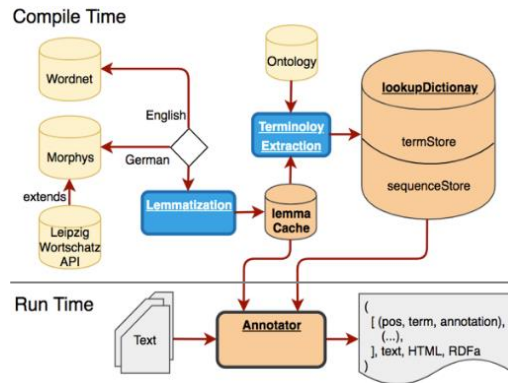 Compile Time
Wordnet
Ontology
lookupDictionay
English
Morphys
German
Terminoloy
Extraction
termStore
extends
Lemmatization
lemma
Cache
sequenceStore
Leipzig
Wortschatz
API
Run Time
Text
Annotator
(
[ (pos, term, annotation),
(...),
], text, HTML, RDFa
)